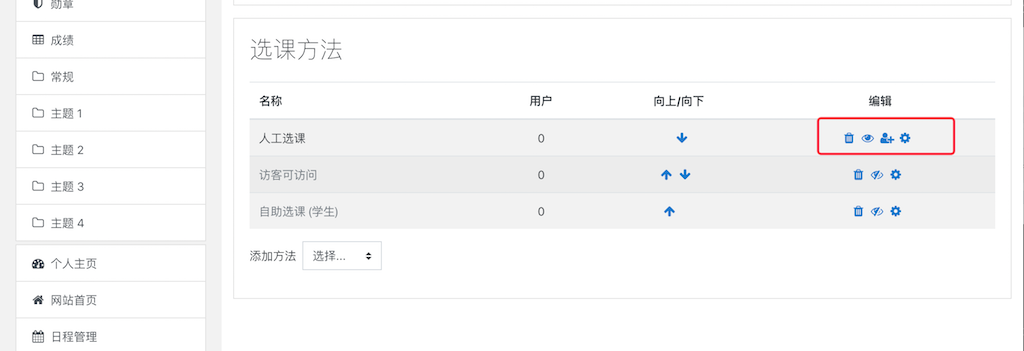 勋章
成绩
常规
主题 1
主题 2
主题 3
主题 4
个人主页
网站首页
日程管理
选课方法
名称 用户 向上/向下 编辑
人工选课 0
访客可访问 0
自助选课 (学生) 0
添加方法 选择...